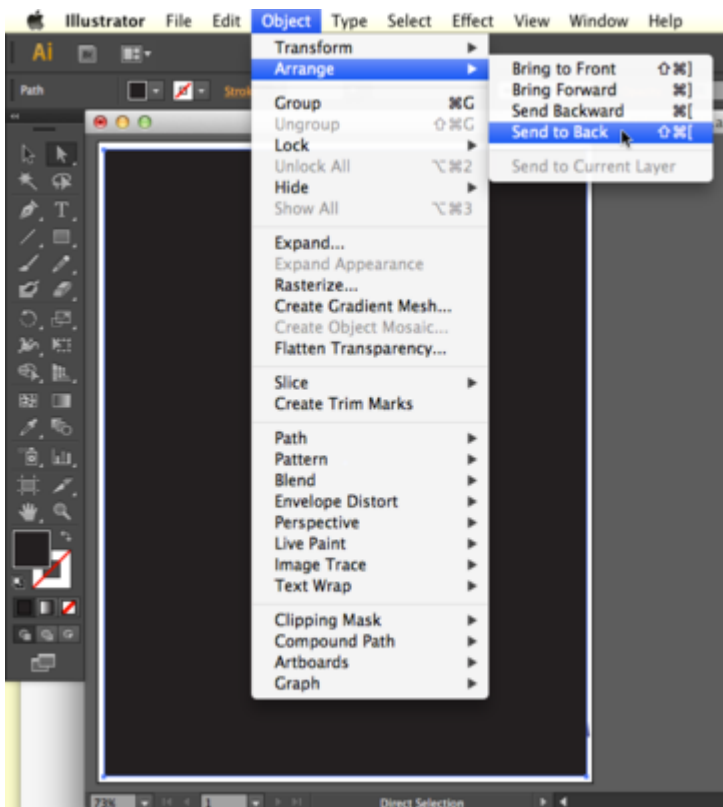 Illustrator File Edit Object Type Select Effect View Window Help
Ai
Path
Transform
Arrange
Group ⌘G
Ungroup ⇧⌘G
Lock
Unlock All ⌥⌘2
Hide
Show All ⌥⌘3
Expand...
Expand Appearance
Rasterize...
Create Gradient Mesh...
Create Object Mosaic...
Flatten Transparency...
Slice
Create Trim Marks
Path
Pattern
Blend
Envelope Distort
Perspective
Live Paint
Image Trace
Text Wrap
Clipping Mask
Compound Path
Artboards
Graph
Bring to Front ⇧⌘]
Bring Forward ⌘]
Send Backward ⌘[
Send to Back ⇧⌘[
Send to Current Layer
73% 1 Direct Selection